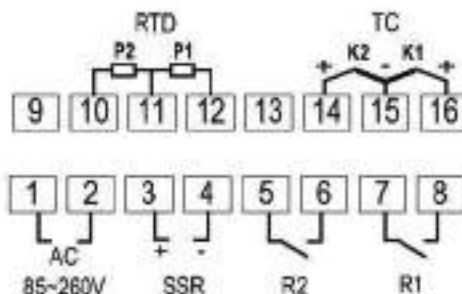 RTD TC
P2 P1 + K2 - K1 +
9 10 11 12 13 14 15 16
1 2 3 4 5 6 7 8
AC + -
85~260V SSR R2 R1